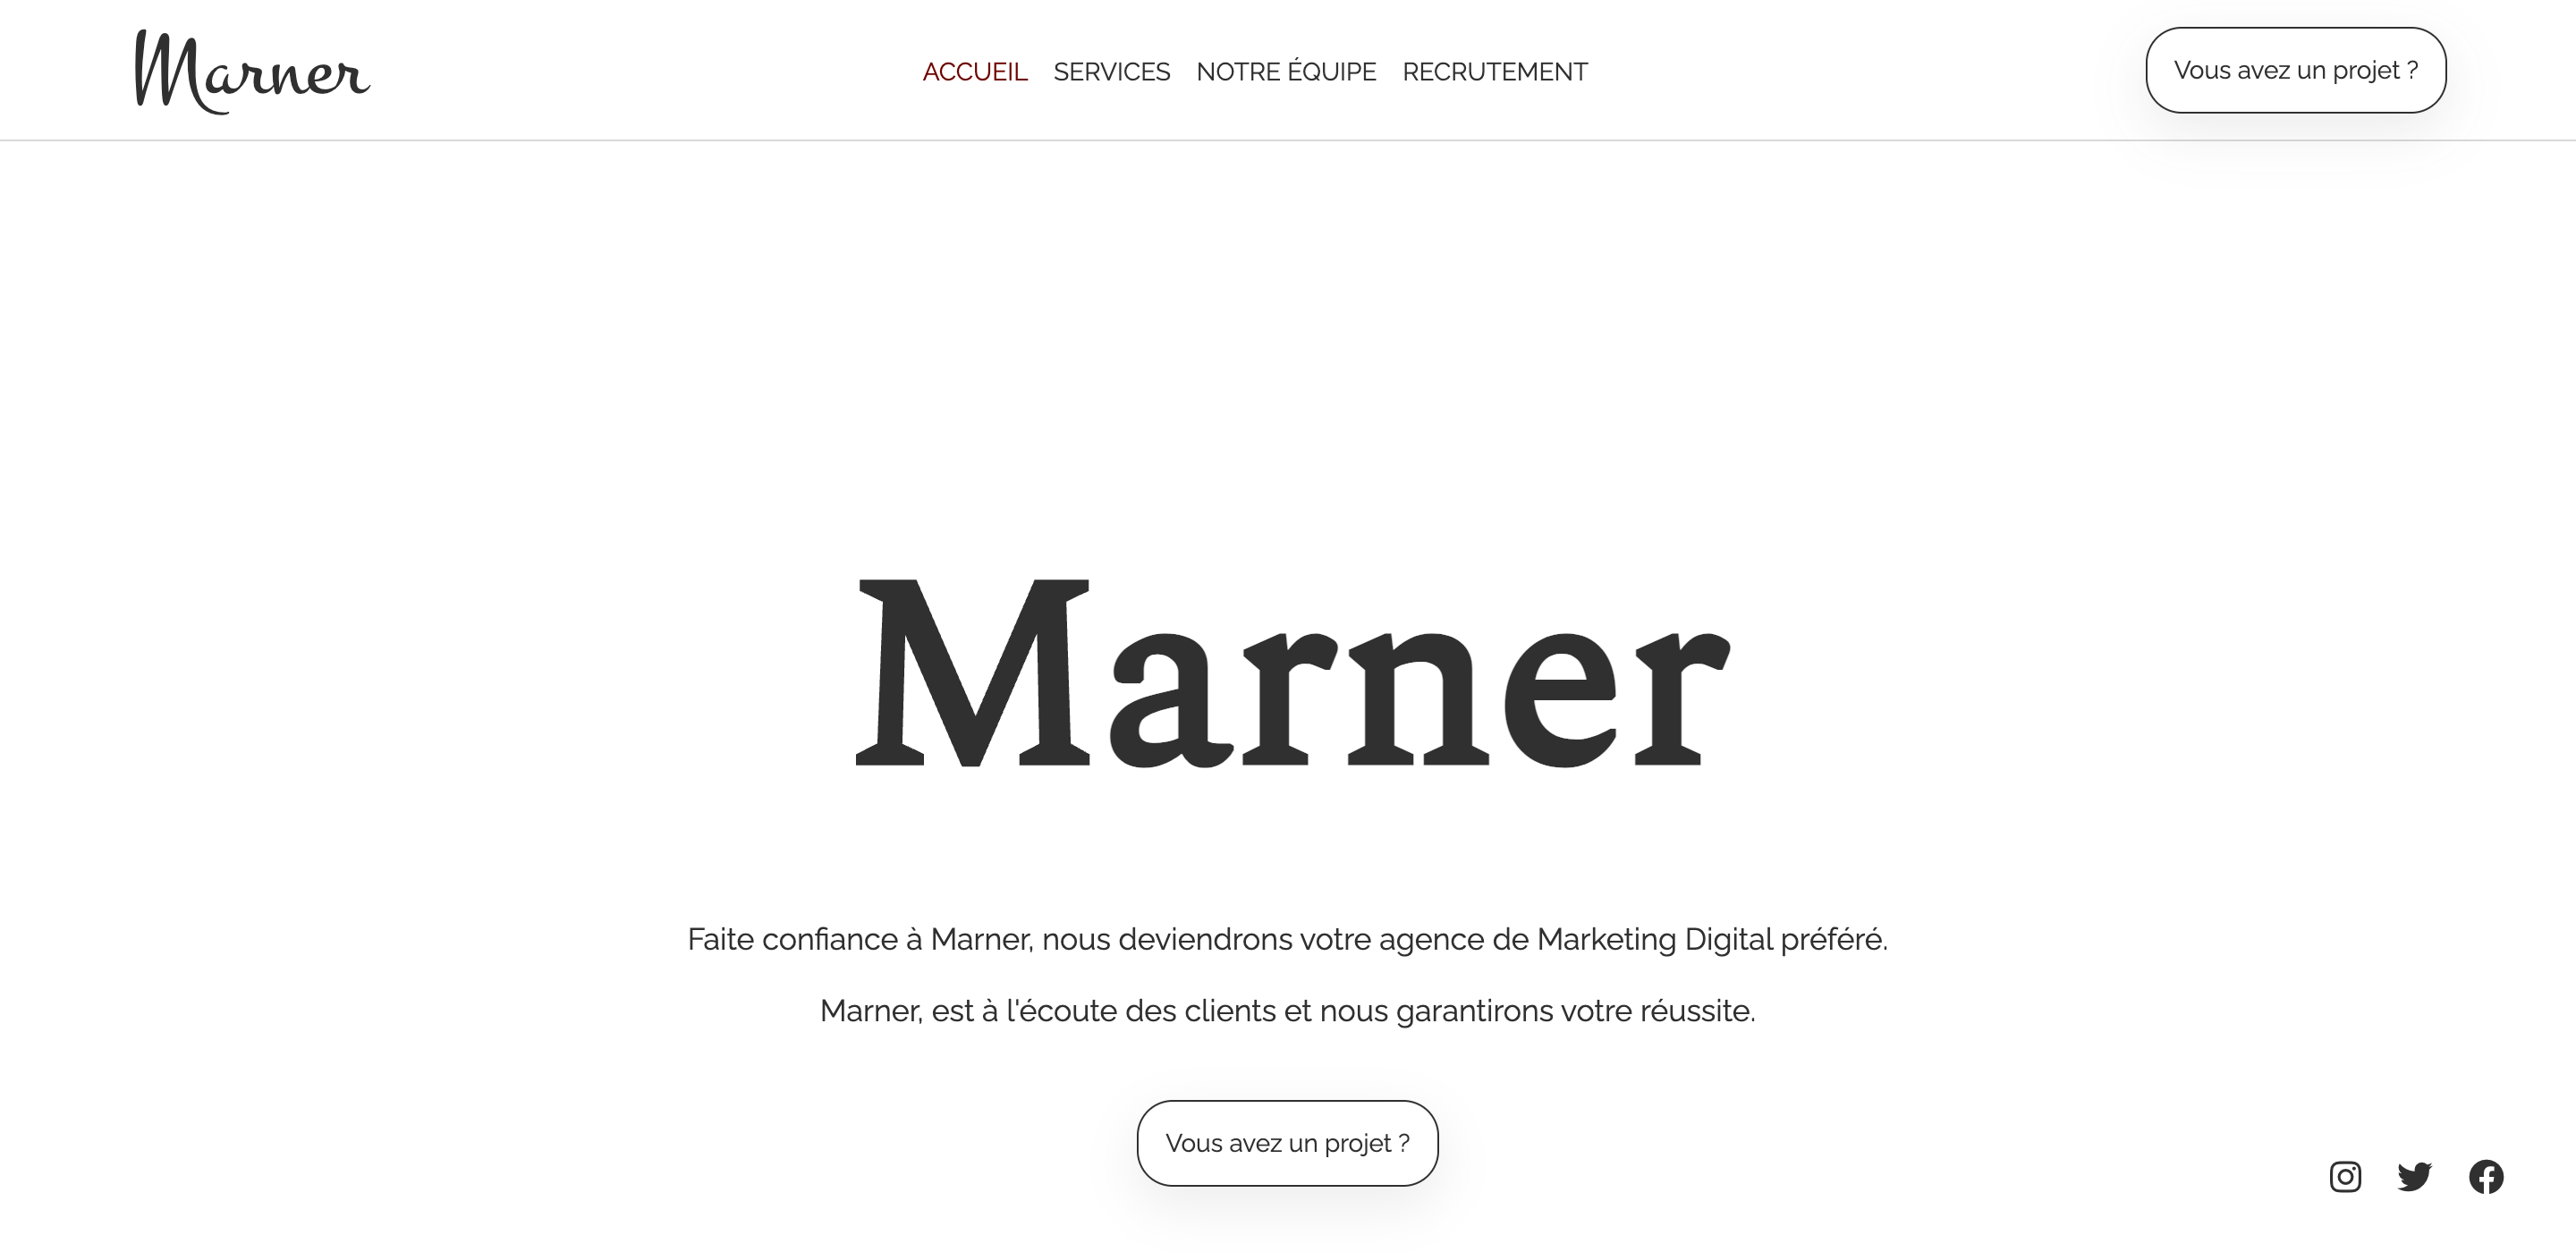 Marner
ACCUEIL SERVICES NOTRE ÉQUIPE RECRUTEMENT
Vous avez un projet ?
Marner
Faite confiance à Marner, nous deviendrons votre agence de Marketing Digital préféré.
Marner, est à l'écoute des clients et nous garantirons votre réussite.
Vous avez un projet ?